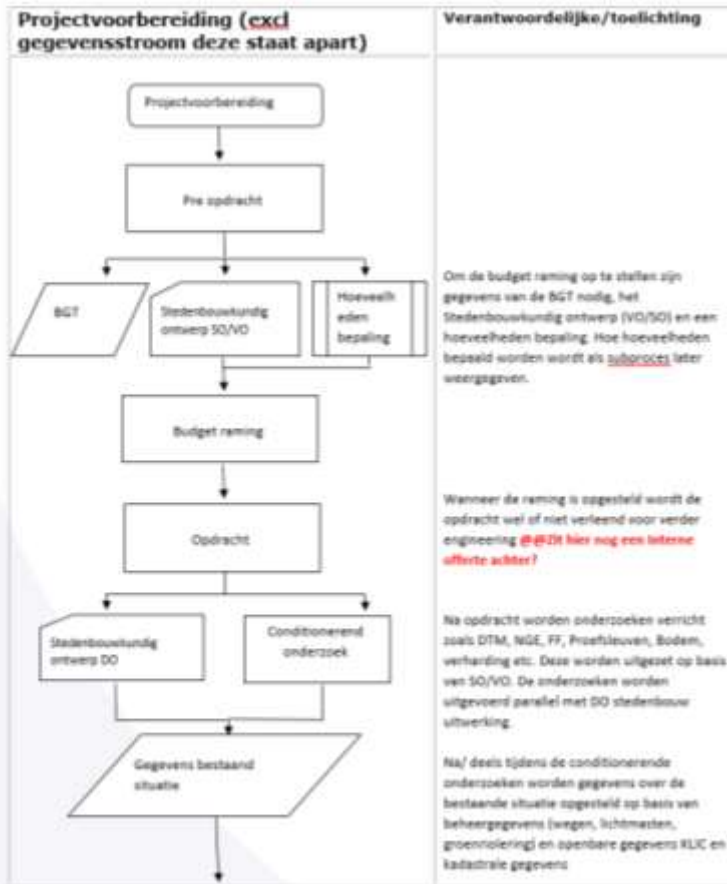 Projectvoorbereiding (excl
gegevensstroom deze staat apart)
Verantwoordelijke/toelichting
Projectvoorbereiding
Pre opdracht
BGT
Stedenbouwkundig
ontwerp SO/VO
Hoeveelh
eden
bepaling
Om de budget raming op te stellen zijn
gegevens van de BGT nodig, het
Stedenbouwkundig ontwerp (VO/SO) en een
hoeveelheden bepaling. Hoe hoeveelheden
bepaald worden wordt als subproces later
weergegeven.
Budget raming
Opdracht
Wanneer de raming is opgesteld wordt de
opdracht wel of niet verleend voor verder
engineering @@Zit hier nog een interne
offerte achter?
Stedenbouwkundig
ontwerp DO
Conditionerend
onderzoek
Na opdracht worden onderzoeken verricht
zoals DTM, NGE, FF, Proefsleuven, Bodem,
verharding etc. Deze worden uitgezet op basis
van SO/VO. De onderzoeken worden
uitgevoerd parallel met DO stedenbouw
uitwerking.
Gegevens bestaand
situatie
Na/ deels tijdens de conditionerende
onderzoeken worden gegevens over de
bestaande situatie opgesteld op basis van
beheergegevens (wegen, lichtmasten,
groenriolering) en openbare gegevens KLIC en
kadastrale gegevens